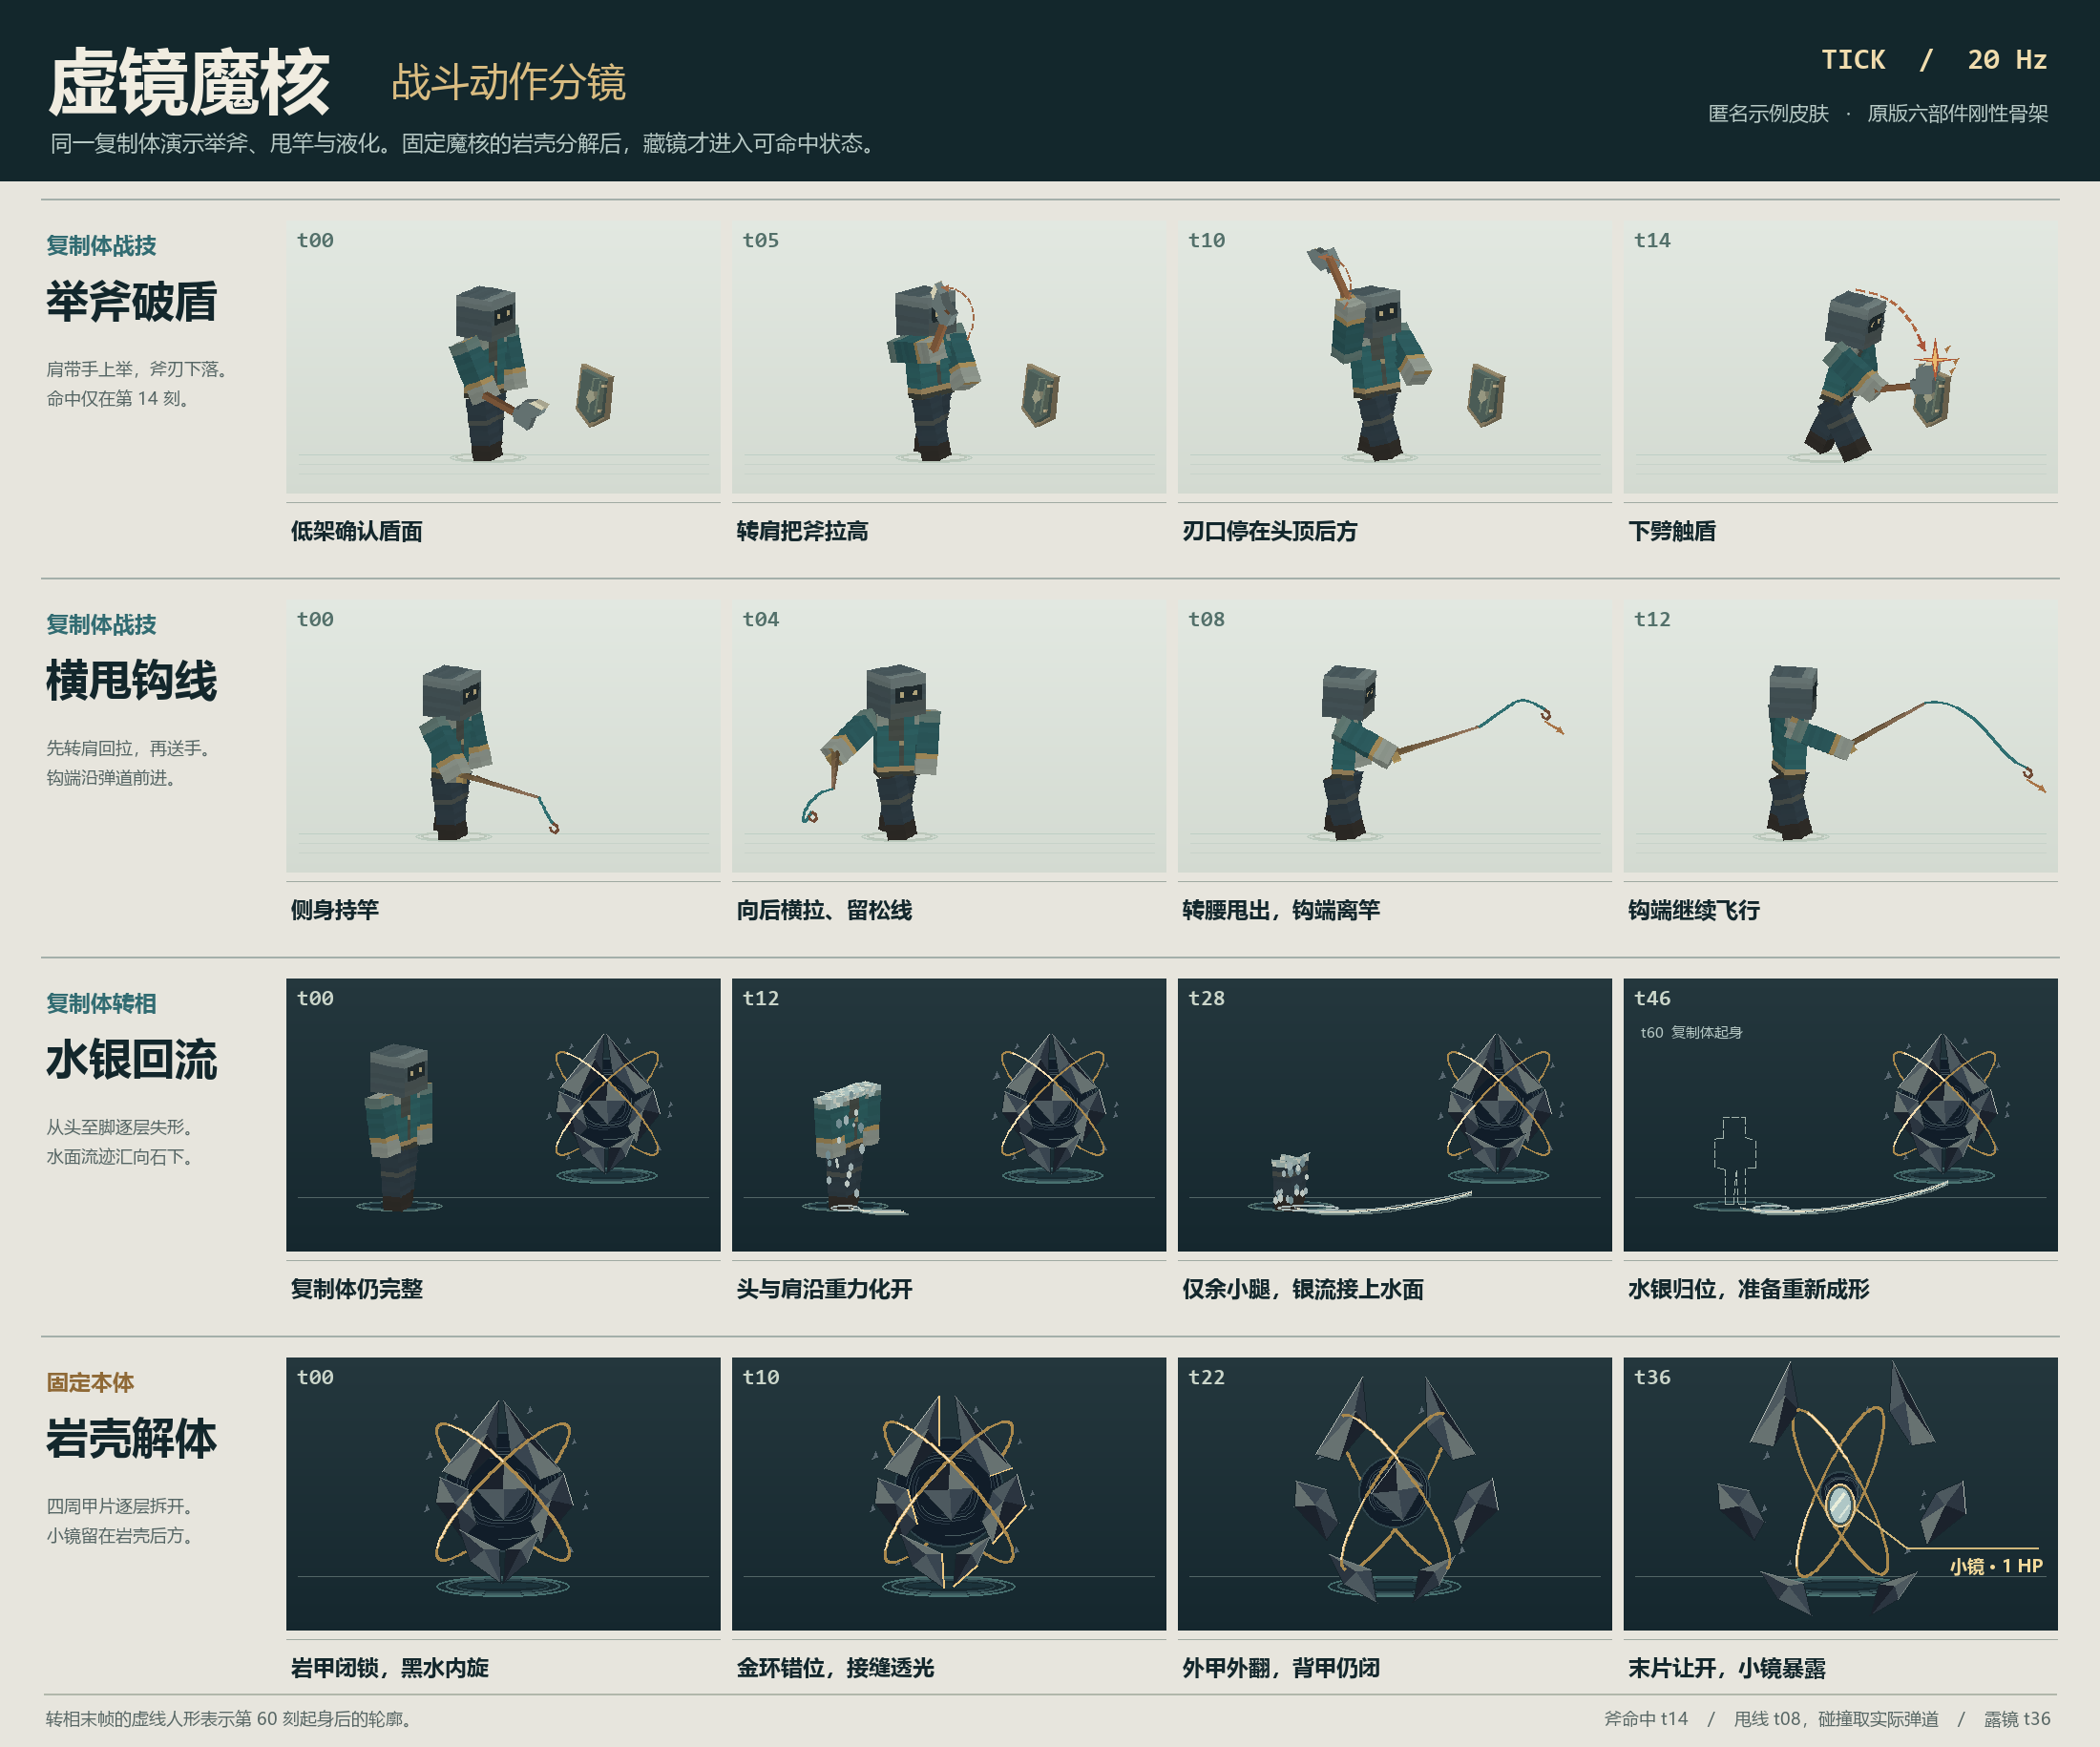 虚镜魔核
战斗动作分镜
TICK / 20 Hz
匿名示例皮肤 · 原版六部件刚性骨架
同一复制体演示举斧、甩竿与液化。固定魔核的岩壳分解后，藏镜才进入可命中状态。
复制体战技
举斧破盾
肩带手上举，斧刃下落。
命中仅在第 14 刻。
t00
t05
t10
t14
低架确认盾面
转肩把斧拉高
刃口停在头顶后方
下劈触盾
复制体战技
横甩钩线
先转肩回拉，再送手。
钩端沿弹道前进。
t00
t04
t08
t12
侧身持竿
向后横拉、留松线
转腰甩出，钩端离竿
钩端继续飞行
复制体转相
水银回流
从头至脚逐层失形。
水面流迹汇向石下。
t00
t12
t28
t46
t60 复制体起身
复制体仍完整
头与肩沿重力化开
仅余小腿，银流接上水面
水银归位，准备重新成形
固定本体
岩壳解体
四周甲片逐层拆开。
小镜留在岩壳后方。
t00
t10
t22
t36
小镜 · 1 HP
岩甲闭锁，黑水内旋
金环错位，接缝透光
外甲外翻，背甲仍闭
末片让开，小镜暴露
转相末帧的虚线人形表示第 60 刻起身后的轮廓。
斧命中 t14 / 甩线 t08，碰撞取实际弹道 / 露镜 t36